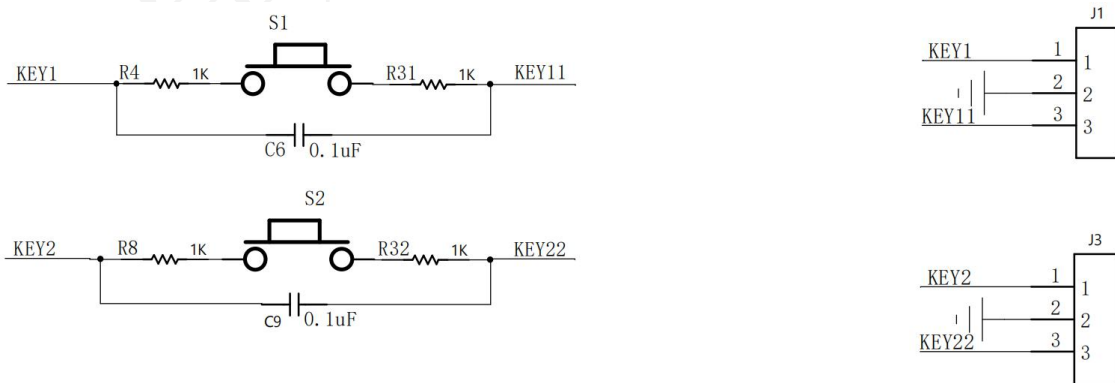 S1
KEY1 R4 1K R31 1K KEY11
C6 0.1uF
S2
KEY2 R8 1K R32 1K KEY22
C9 0.1uF
J1
KEY1 1 1
2 2
KEY11 3 3
J3
KEY2 1 1
2 2
KEY22 3 3